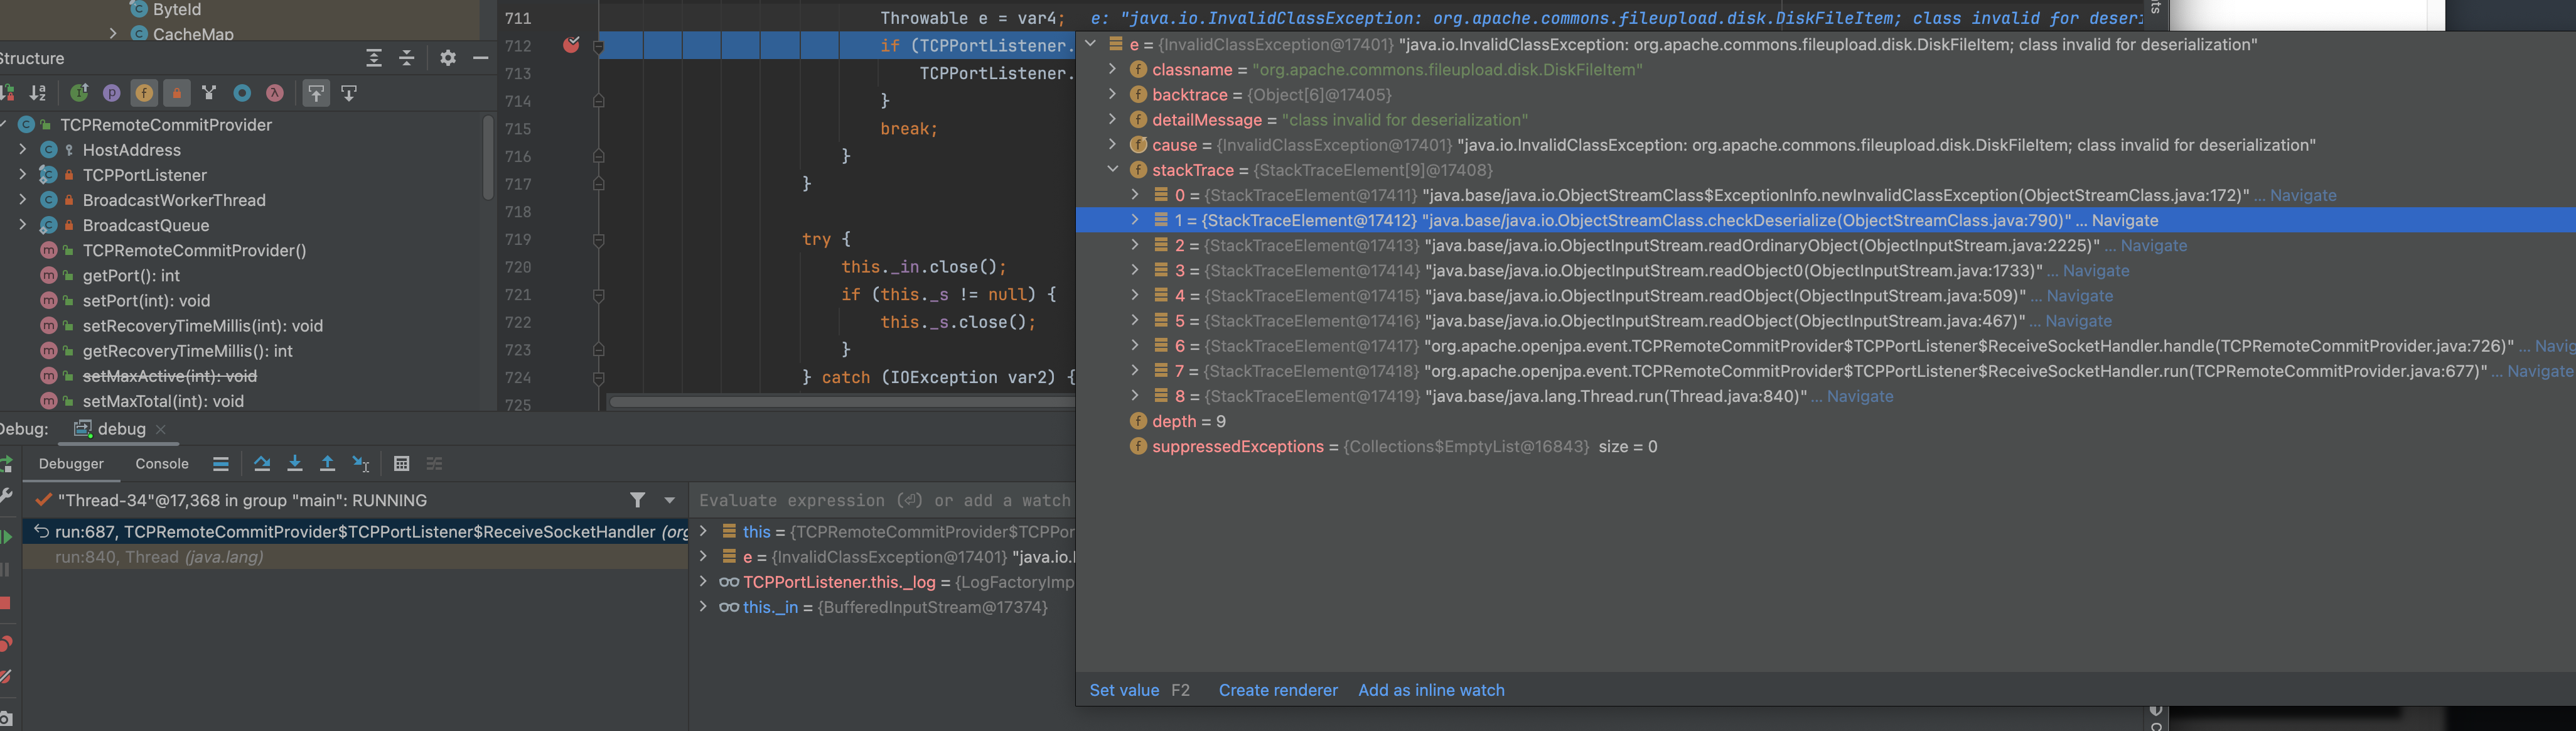 ByteId
CacheMap
Structure
TCPRemoteCommitProvider
HostAddress
TCPPortListener
BroadcastWorkerThread
BroadcastQueue
TCPRemoteCommitProvider()
getPort(): int
setPort(int): void
setRecoveryTimeMillis(int): void
getRecoveryTimeMillis(): int
setMaxActive(int): void
setMaxTotal(int): void
711 Throwable e = var4; e: "java.io.InvalidClassException: org.apache.commons.fileupload.disk.DiskFileItem; class invalid for deseri
712 if (TCPPortListener.
713 TCPPortListener.
714 }
715 break;
716 }
717 }
718
719 try {
720 this._in.close();
721 if (this._s != null) {
722 this._s.close();
723 }
724 } catch (IOException var2) {
725
e = {InvalidClassException@17401} "java.io.InvalidClassException: org.apache.commons.fileupload.disk.DiskFileItem; class invalid for deserialization"
classname = "org.apache.commons.fileupload.disk.DiskFileItem"
backtrace = {Object[6]@17405}
detailMessage = "class invalid for deserialization"
cause = {InvalidClassException@17401} "java.io.InvalidClassException: org.apache.commons.fileupload.disk.DiskFileItem; class invalid for deserialization"
stackTrace = {StackTraceElement[9]@17408}
0 = {StackTraceElement@17411} "java.base/java.io.ObjectStreamClass$ExceptionInfo.newInvalidClassException(ObjectStreamClass.java:172)" ... Navigate
1 = {StackTraceElement@17412} "java.base/java.io.ObjectStreamClass.checkDeserialize(ObjectStreamClass.java:790)" ... Navigate
2 = {StackTraceElement@17413} "java.base/java.io.ObjectInputStream.readOrdinaryObject(ObjectInputStream.java:2225)" ... Navigate
3 = {StackTraceElement@17414} "java.base/java.io.ObjectInputStream.readObject0(ObjectInputStream.java:1733)" ... Navigate
4 = {StackTraceElement@17415} "java.base/java.io.ObjectInputStream.readObject(ObjectInputStream.java:509)" ... Navigate
5 = {StackTraceElement@17416} "java.base/java.io.ObjectInputStream.readObject(ObjectInputStream.java:467)" ... Navigate
6 = {StackTraceElement@17417} "org.apache.openjpa.event.TCPRemoteCommitProvider$TCPPortListener$ReceiveSocketHandler.handle(TCPRemoteCommitProvider.java:726)" ... Navig
7 = {StackTraceElement@17418} "org.apache.openjpa.event.TCPRemoteCommitProvider$TCPPortListener$ReceiveSocketHandler.run(TCPRemoteCommitProvider.java:677)" ... Navigate
8 = {StackTraceElement@17419} "java.base/java.lang.Thread.run(Thread.java:840)" ... Navigate
depth = 9
suppressedExceptions = {Collections$EmptyList@16843} size = 0
Set value F2 Create renderer Add as inline watch
Debug: debug
Debugger Console
"Thread-34"@17,368 in group "main": RUNNING
run:687, TCPRemoteCommitProvider$TCPPortListener$ReceiveSocketHandler (org
run:840, Thread (java.lang)
Evaluate expression (⏎) or add a watch
this = {TCPRemoteCommitProvider$TCPPor
e = {InvalidClassException@17401} "java.io.I
TCPPortListener.this._log = {LogFactoryImp
this._in = {BufferedInputStream@17374}